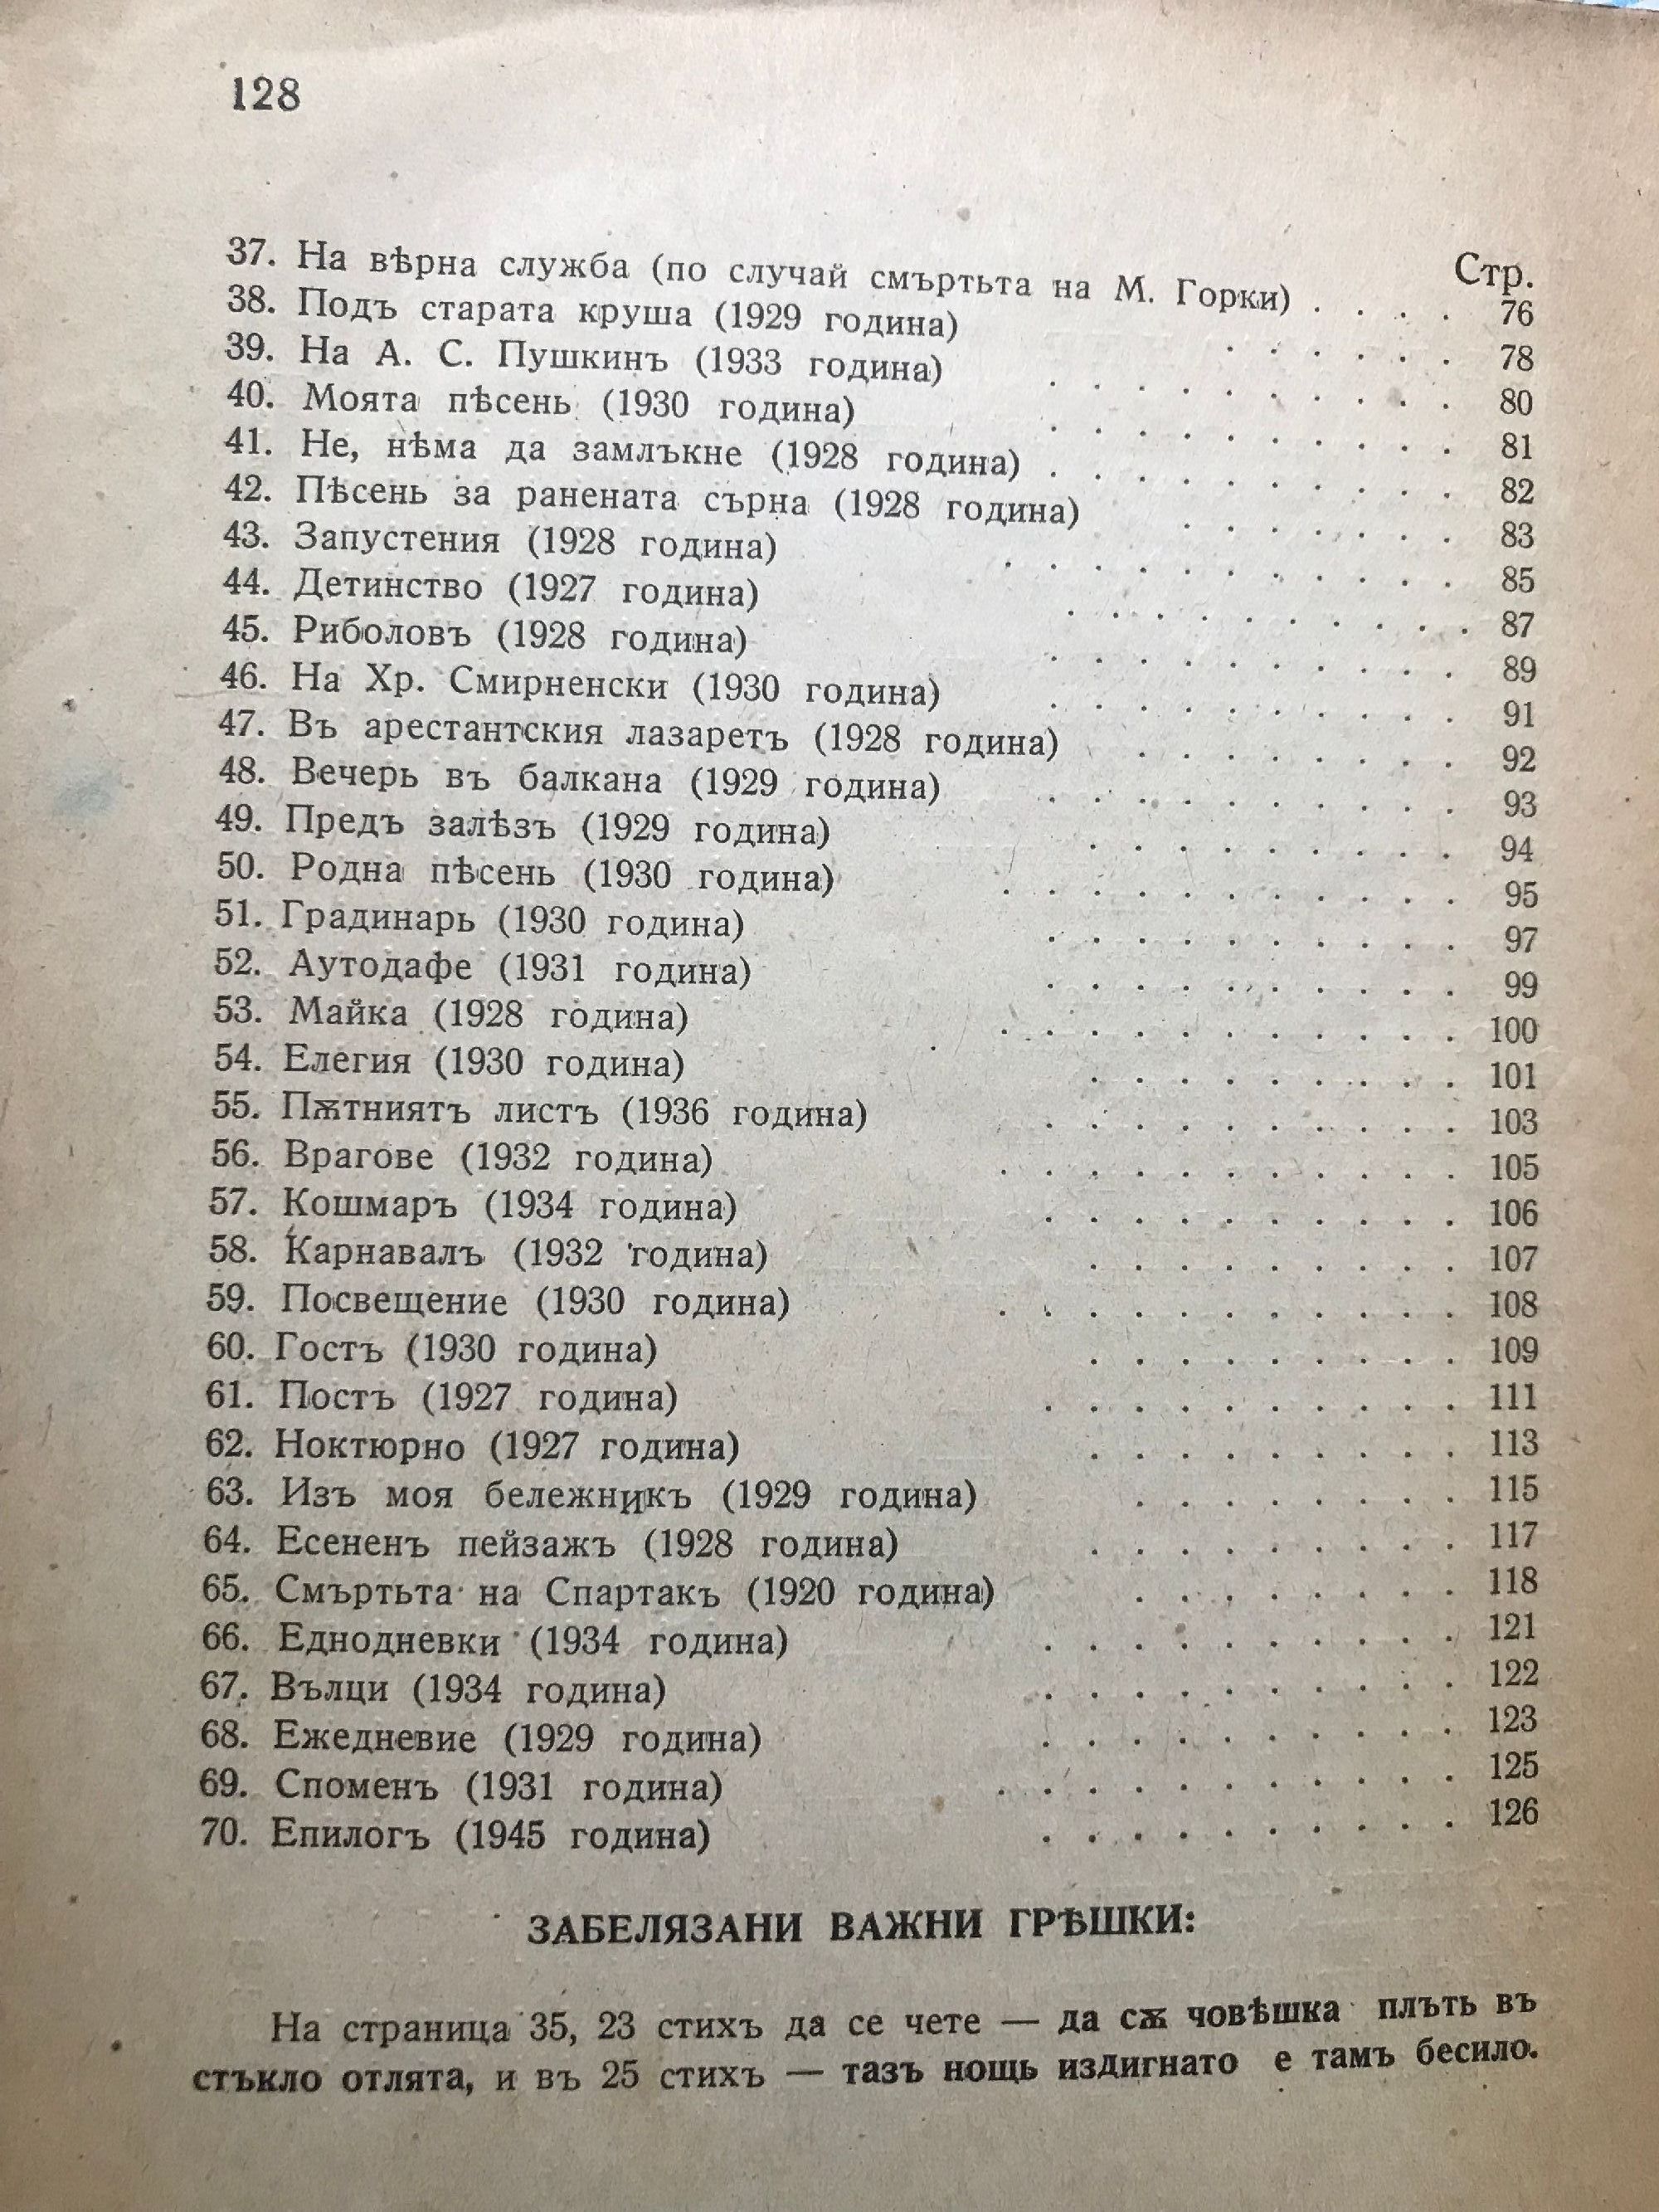 128
Стр.
37. На вѣрна служба (по случай смъртьта на М. Горки) . . . . 76
38. Подъ старата круша (1929 година) . . . . . . 78
39. На А. С. Пушкинъ (1933 година) . . . . . . . . . . 80
40. Моята пѣсень (1930 година) . . . . . . . . . . 81
41. Не, нѣма да замлъкне (1928 година) . . . . . . . . . . 82
42. Пѣсень за ранената сърна (1928 година) . . . . . . . 83
43. Запустения (1928 година) . . . . . . . . . . . 85
44. Детинство (1927 година) . . . . . . . . . . 87
45. Риболовъ (1928 година) . . . . . . . . . . 89
46. На Хр. Смирненски (1930 година) . . . . . . . . . . 91
47. Въ арестантския лазаретъ (1928 година) . . . . . . . . 92
48. Вечерь въ балкана (1929 година) . . . . . . . . . . 93
49. Предъ залѣзъ (1929 година) . . . . . . . . . 94
50. Родна пѣсень (1930 година) . . . . . . . . . . . 95
51. Градинарь (1930 година) . . . . . . . . . . 97
52. Аутодафе (1931 година) . . . . . . . . . . 99
53. Майка (1928 година) . . . . . . . . . . . 100
54. Елегия (1930 година) . . . . . . . . . 101
55. Пѫтниятъ листъ (1936 година) . . . . . . . . . . 103
56. Врагове (1932 година) . . . . . . . . . . . 105
57. Кошмаръ (1934 година) . . . . . . . . . . 106
58. Карнавалъ (1932 година) . . . . . . . . . 107
59. Посвещение (1930 година) . . . . . . . . . . . 108
60. Гостъ (1930 година) . . . . . . . . . 109
61. Постъ (1927 година) . . . . . . . . . . 111
62. Ноктюрно (1927 година) . . . . . . . . . 113
63. Изъ моя бележникъ (1929 година) . . . . . . . . 115
64. Есененъ пейзажъ (1928 година) . . . . . . . . . 117
65. Смъртьта на Спартакъ (1920 година) . . . . . . . . 118
66. Еднодневки (1934 година) . . . . . . . . . . 121
67. Вълци (1934 година) . . . . . . . . . . 122
68. Ежедневие (1929 година) . . . . . . . . . . 123
69. Споменъ (1931 година) . . . . . . . . . . . 125
70. Епилогъ (1945 година) . . . . . . . . . . 126
ЗАБЕЛЯЗАНИ ВАЖНИ ГРѢШКИ:
На страница 35, 23 стихъ да се чете — да сѫ човѣшка плъть въ
стъкло отлята, и въ 25 стихъ — тазъ нощь издигнато е тамъ бесило.